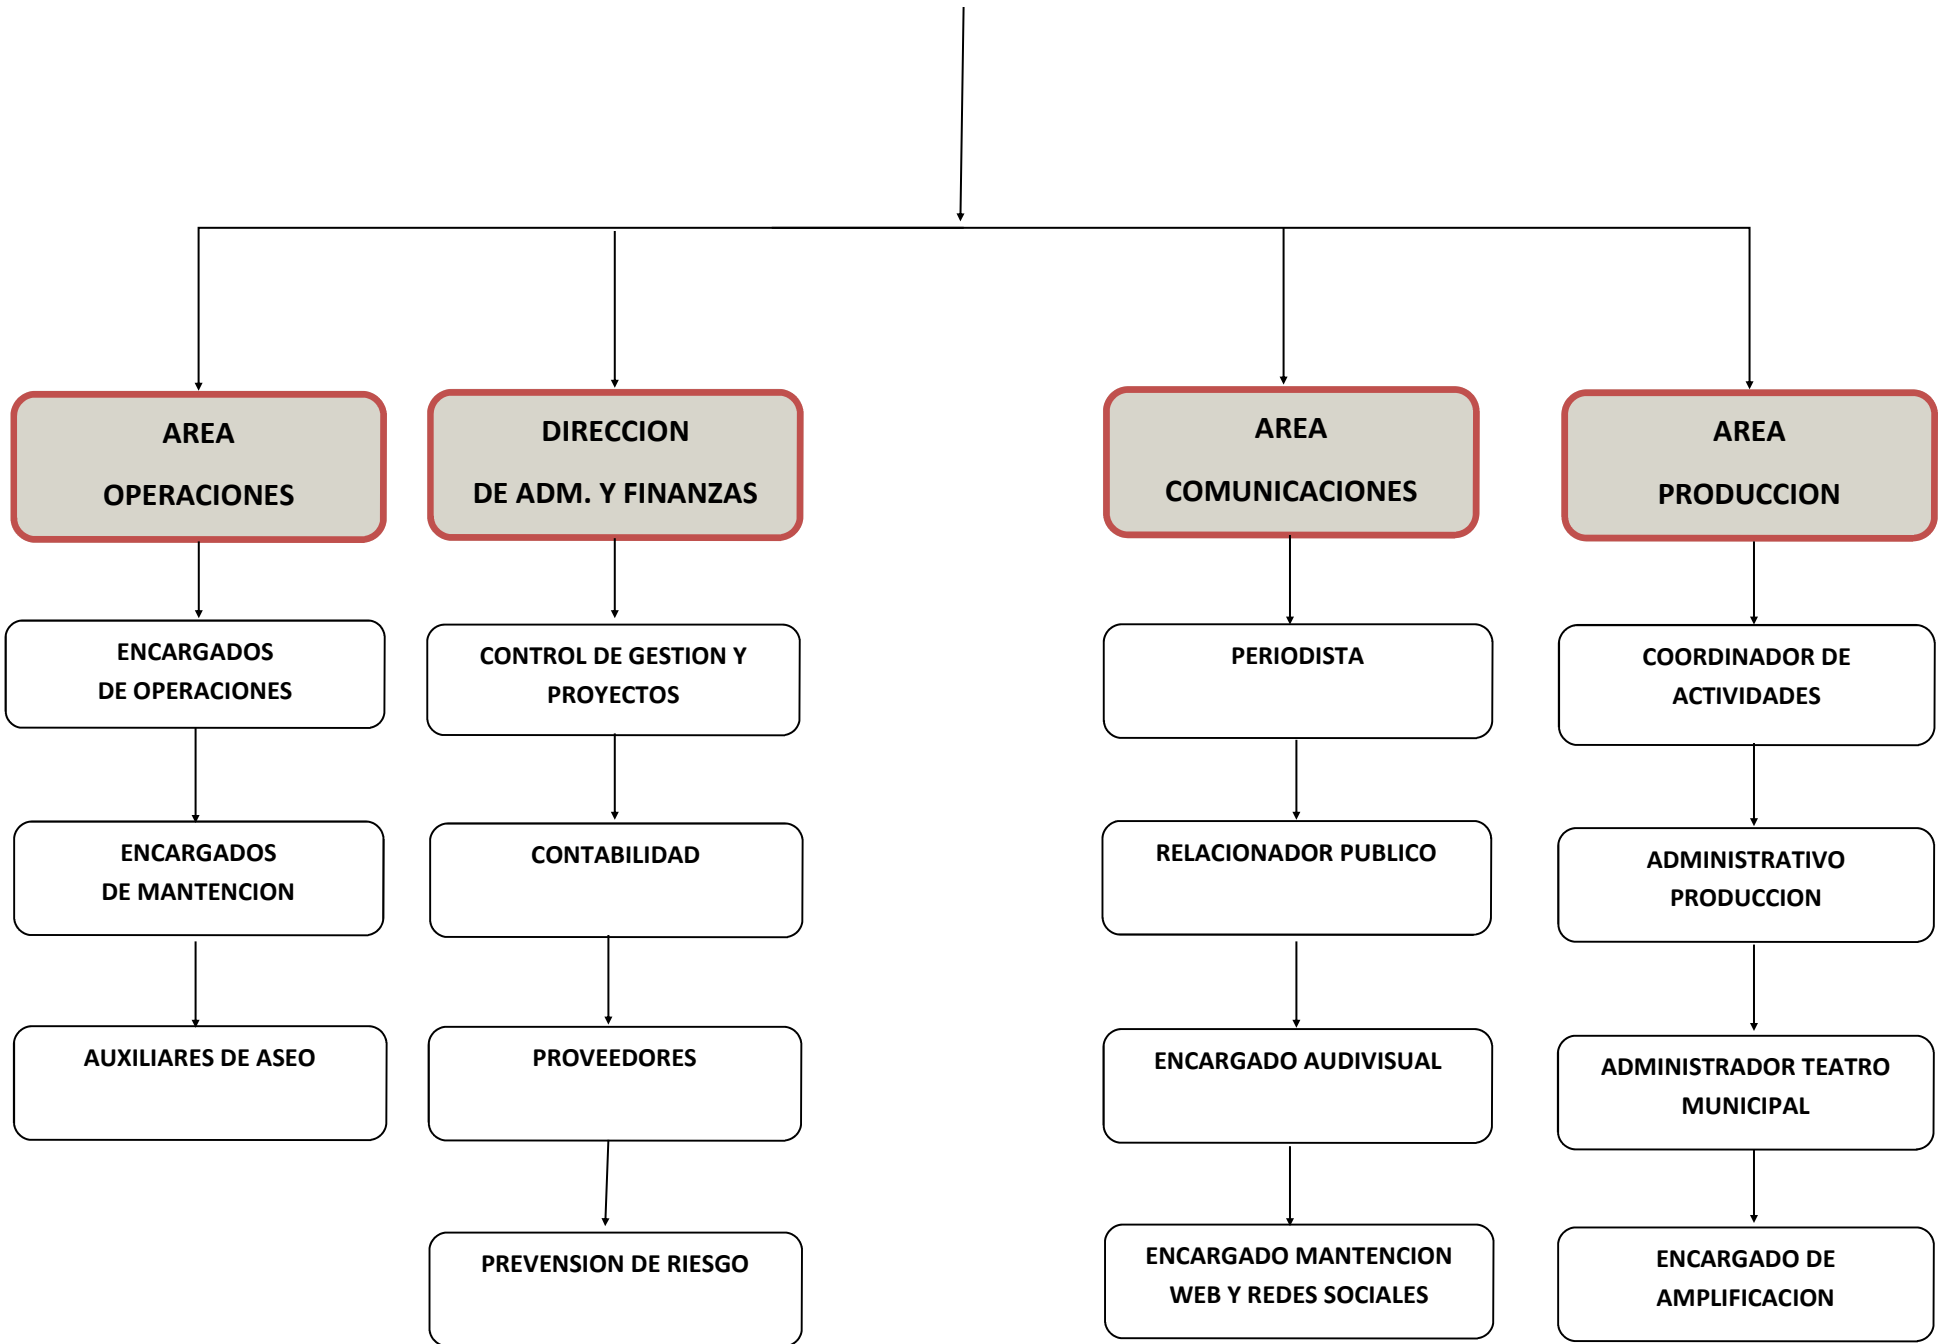 AREA
OPERACIONES
DIRECCION
DE ADM. Y FINANZAS
AREA
COMUNICACIONES
AREA
PRODUCCION
ENCARGADOS
DE OPERACIONES
CONTROL DE GESTION Y
PROYECTOS
PERIODISTA
COORDINADOR DE
ACTIVIDADES
ENCARGADOS
DE MANTENCION
CONTABILIDAD
RELACIONADOR PUBLICO
ADMINISTRATIVO
PRODUCCION
AUXILIARES DE ASEO
PROVEEDORES
ENCARGADO AUDIVISUAL
ADMINISTRADOR TEATRO
MUNICIPAL
PREVENSION DE RIESGO
ENCARGADO MANTENCION
WEB Y REDES SOCIALES
ENCARGADO DE
AMPLIFICACION